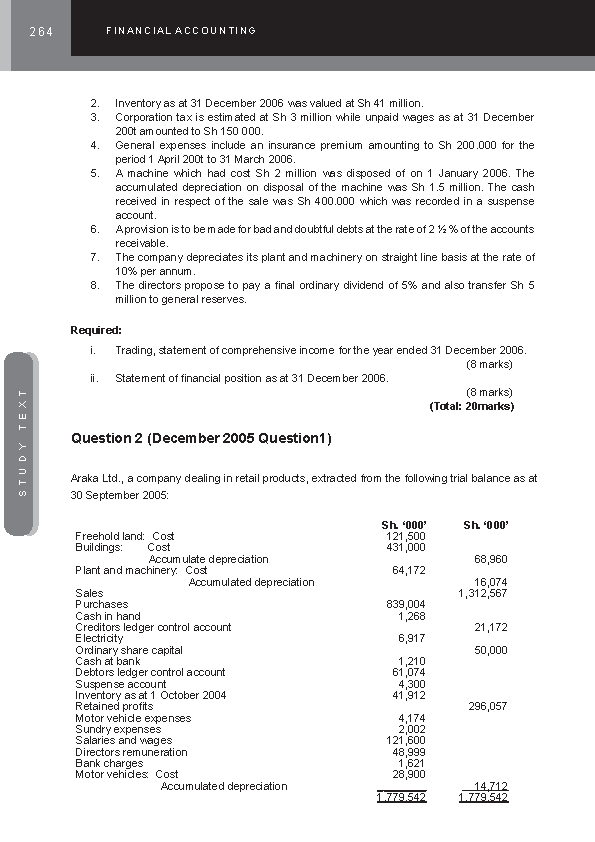 264
FINANCIAL ACCOUNTING
2. Inventory as at 31 December 2006 was valued at Sh 41 million.
3. Corporation tax is estimated at Sh 3 million while unpaid wages as at 31 December
200t amounted to Sh 150 000.
4. General expenses include an insurance premium amounting to Sh 200.000 for the
period 1 April 200t to 31 March 2006.
5. A machine which had cost Sh 2 million was disposed of on 1 January 2006. The
accumulated depreciation on disposal of the machine was Sh 1.5 million. The cash
received in respect of the sale was Sh 400.000 which was recorded in a suspense
account.
6. A provision is to be made for bad and doubtful debts at the rate of 2 ½ % of the accounts
receivable.
7. The company depreciates its plant and machinery on straight line basis at the rate of
10% per annum.
8. The directors propose to pay a final ordinary dividend of 5% and also transfer Sh 5
million to general reserves.
Required:
i. Trading, statement of comprehensive income for the year ended 31 December 2006.
(8 marks)
ii. Statement of financial position as at 31 December 2006.
(8 marks)
(Total: 20marks)
STUDY TEXT
Question 2 (December 2005 Question1)
Araka Ltd., a company dealing in retail products, extracted from the following trial balance as at
30 September 2005:
Sh. ‘000’ Sh. ‘000’
Freehold land: Cost 121,500
Buildings: Cost 431,000
Accumulate depreciation 68,960
Plant and machinery: Cost 64,172
Accumulated depreciation 16,074
Sales 1,312,567
Purchases 839,004
Cash in hand 1,268
Creditors ledger control account 21,172
Electricity 6,917
Ordinary share capital 50,000
Cash at bank 1,210
Debtors ledger control account 61,074
Suspense account 4,300
Inventory as at 1 October 2004 41,912
Retained profits 296,057
Motor vehicle expenses 4,174
Sundry expenses 2,002
Salaries and wages 121,600
Directors remuneration 48,999
Bank charges 1,621
Motor vehicles: Cost 28,900
Accumulated depreciation 14,712
1,779,542 1,779,542